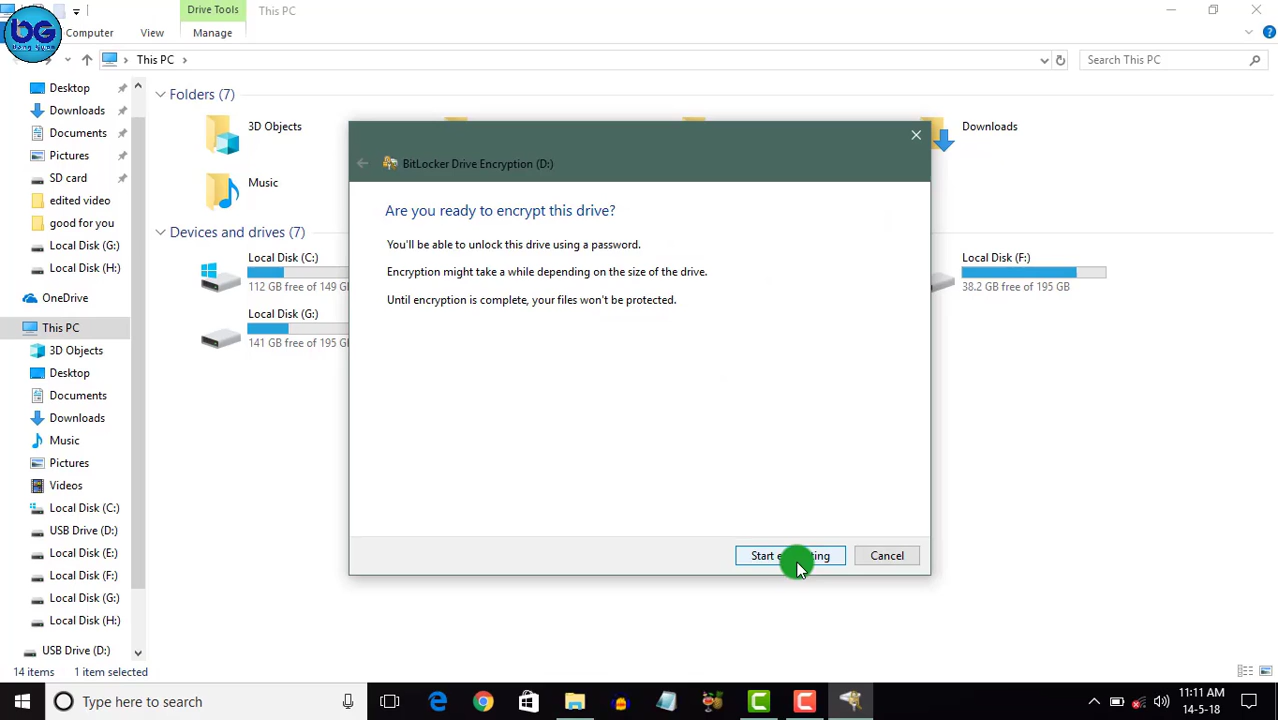 Drive Tools
This PC
bg
Computer
View
Manage
This PC
Search This PC
Desktop
Downloads
Documents
Pictures
SD card
edited video
good for you
Local Disk (G:)
Local Disk (H:)
OneDrive
This PC
3D Objects
Desktop
Documents
Downloads
Music
Pictures
Videos
Local Disk (C:)
USB Drive (D:)
Local Disk (E:)
Local Disk (F:)
Local Disk (G:)
Local Disk (H:)
USB Drive (D:)
Folders (7)
3D Objects
Downloads
Music
Devices and drives (7)
Local Disk (C:)
112 GB free of 149 G
Local Disk (F:)
38.2 GB free of 195 GB
Local Disk (G:)
141 GB free of 195 GB
BitLocker Drive Encryption (D:)
Are you ready to encrypt this drive?
You'll be able to unlock this drive using a password.
Encryption might take a while depending on the size of the drive.
Until encryption is complete, your files won't be protected.
Start
Cancel
14 items
1 item selected
Type here to search
11:11 AM
14-5-18